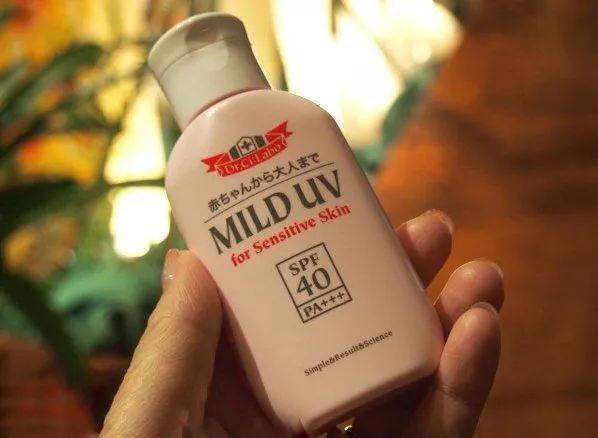 Dr.Ci:Labo
赤ちゃんから大人まで
MILD UV
for Sensitive Skin
SPF
40
PA+++
Simple&Result&Science